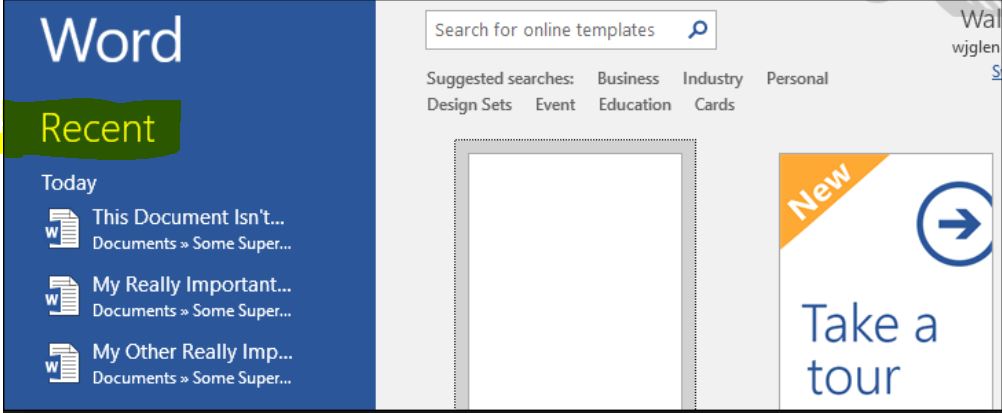 Word
Recent
Today
This Document Isn't...
Documents » Some Super...
My Really Important...
Documents » Some Super...
My Other Really Imp...
Documents » Some Super...
Search for online templates
Suggested searches: Business Industry Personal
Design Sets Event Education Cards
Wal
wjglen
New
Take a
tour